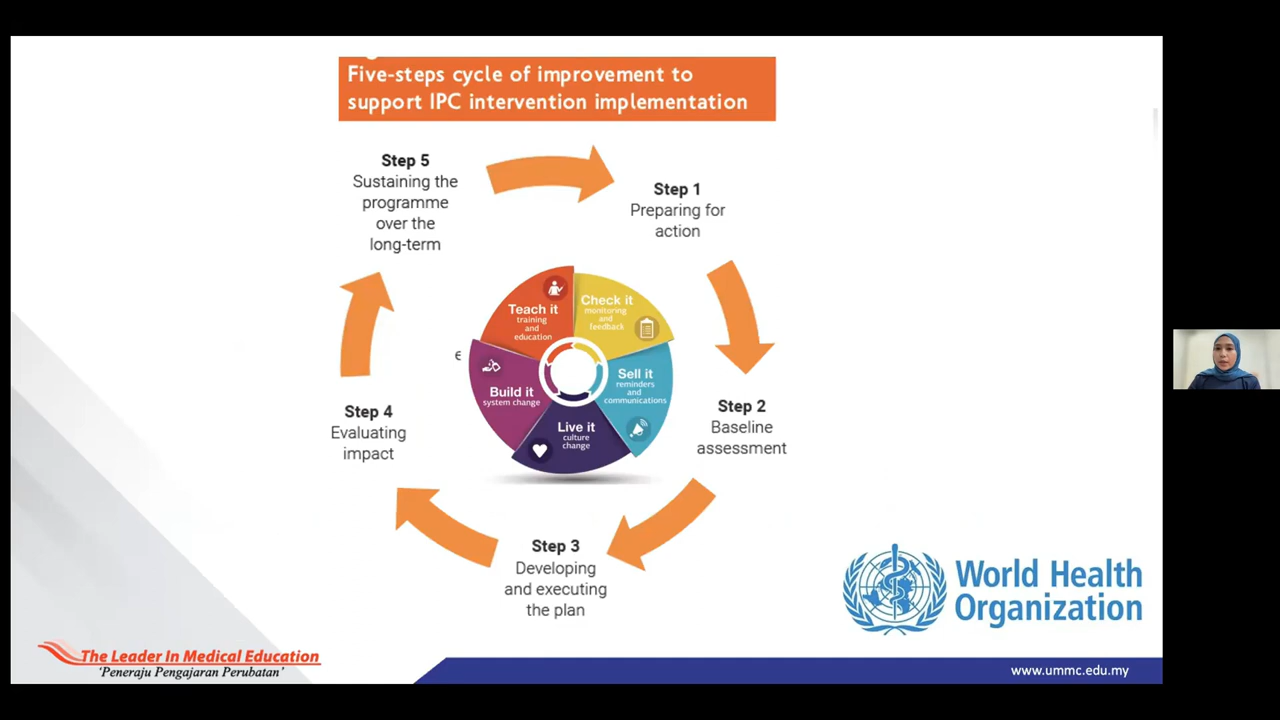 Five-steps cycle of improvement to
support IPC intervention implementation
Step 5
Sustaining the
programme
over the
long-term
Step 1
Preparing for
action
Teach it
training
and
education
Check it
monitoring
and
feedback
Sell it
reminders
and
communications
Build it
system change
Live it
culture
change
e
Step 2
Baseline
assessment
Step 4
Evaluating
impact
Step 3
Developing
and executing
the plan
World Health
Organization
The Leader In Medical Education
'Peneraju Pengajaran Perubatan'
www.ummc.edu.my